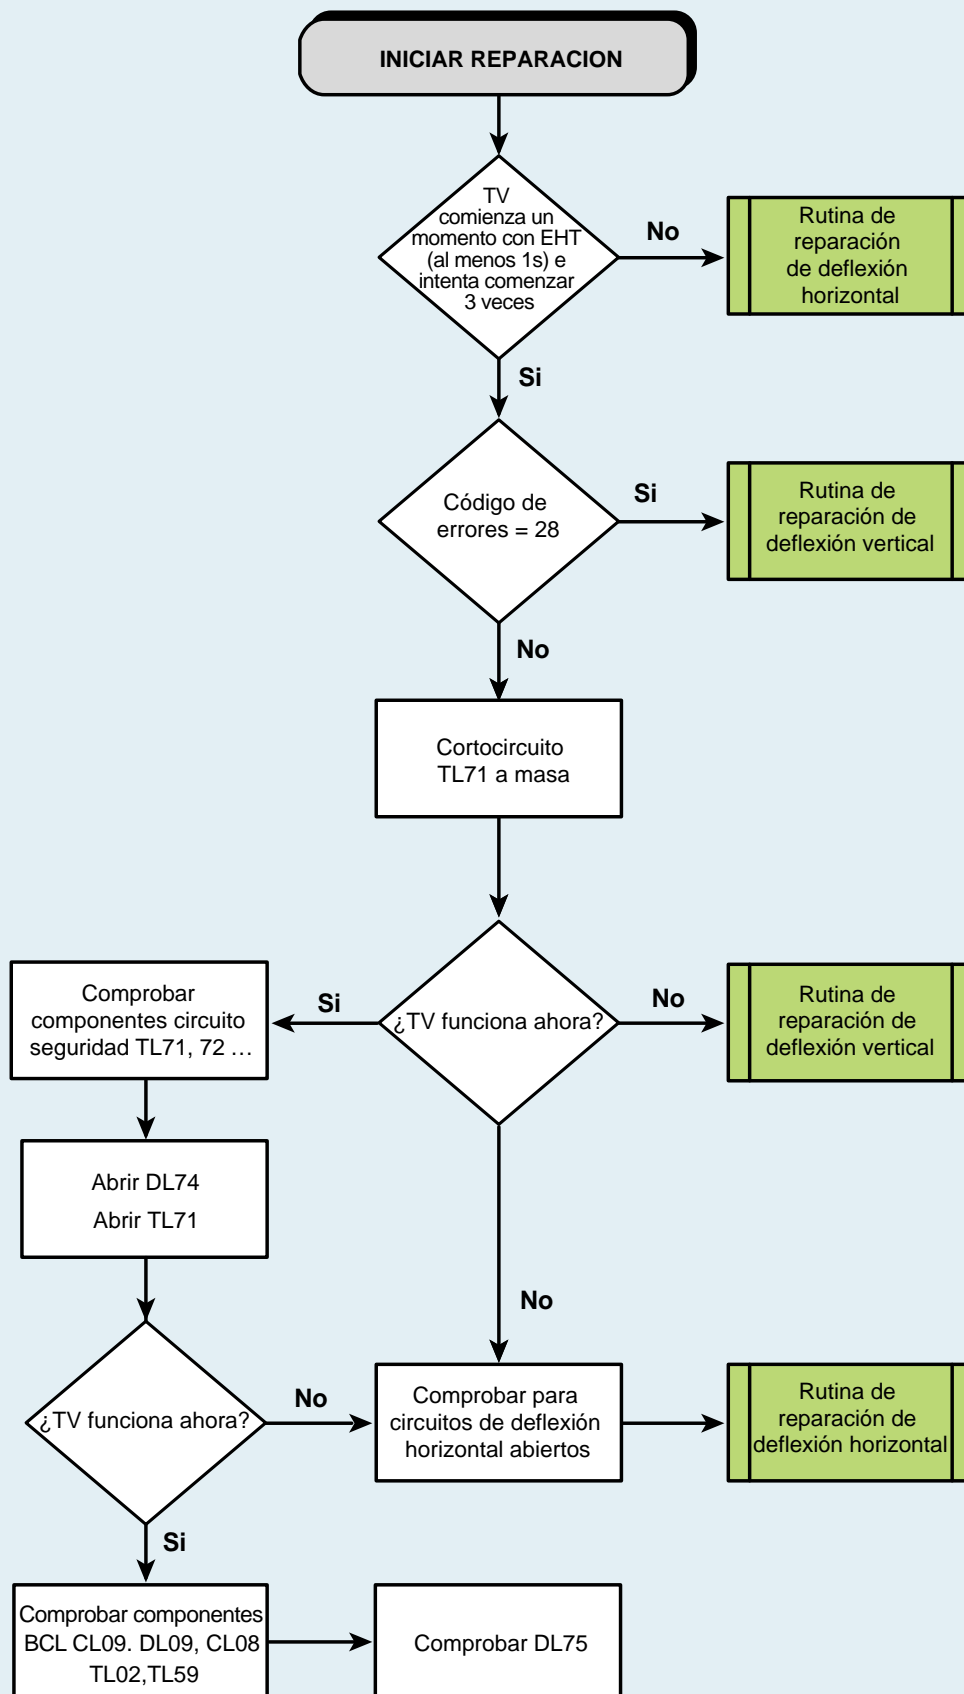 INICIAR REPARACION
TV
comienza un
momento con EHT
(al menos 1s) e
intenta comenzar
3 veces
No
Rutina de
reparación
de deflexión
horizontal
Si
Código de
errores = 28
Si
Rutina de
reparación de
deflexión vertical
No
Cortocircuito
TL71 a masa
¿TV funciona ahora?
Si
Comprobar
componentes circuito
seguridad TL71, 72 ...
No
Rutina de
reparación de
deflexión vertical
Abrir DL74
Abrir TL71
No
¿TV funciona ahora?
No
Comprobar para
circuitos de deflexión
horizontal abiertos
Rutina de
reparación de
deflexión horizontal
Si
Comprobar componentes
BCL CL09. DL09, CL08
TL02,TL59
Comprobar DL75